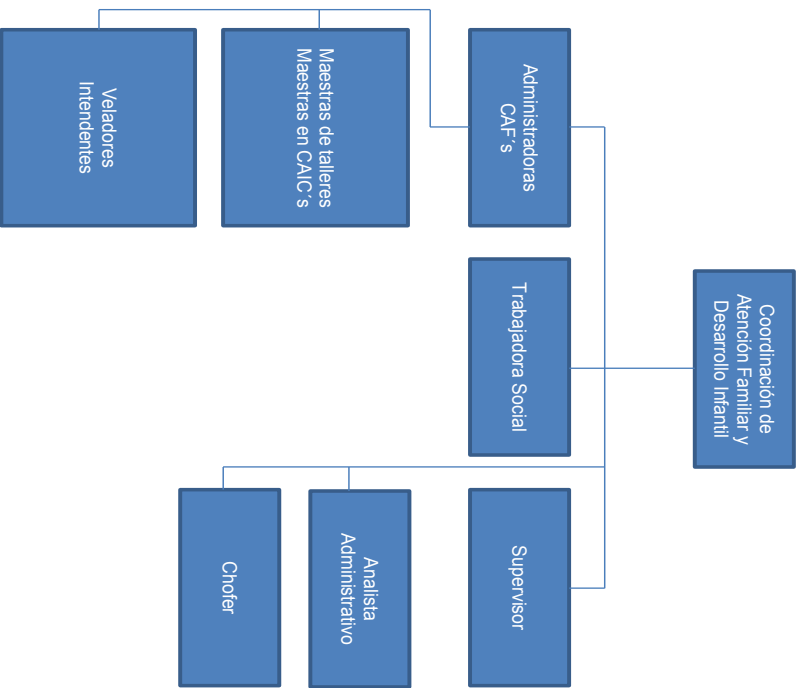 Coordinación de
Atención Familiar y
Desarrollo Infantil
Administradoras
CAF´s
Trabajadora Social
Supervisor
Maestras de talleres
Maestras en CAIC´s
Analista
Administrativo
Veladores
Intendentes
Chofer